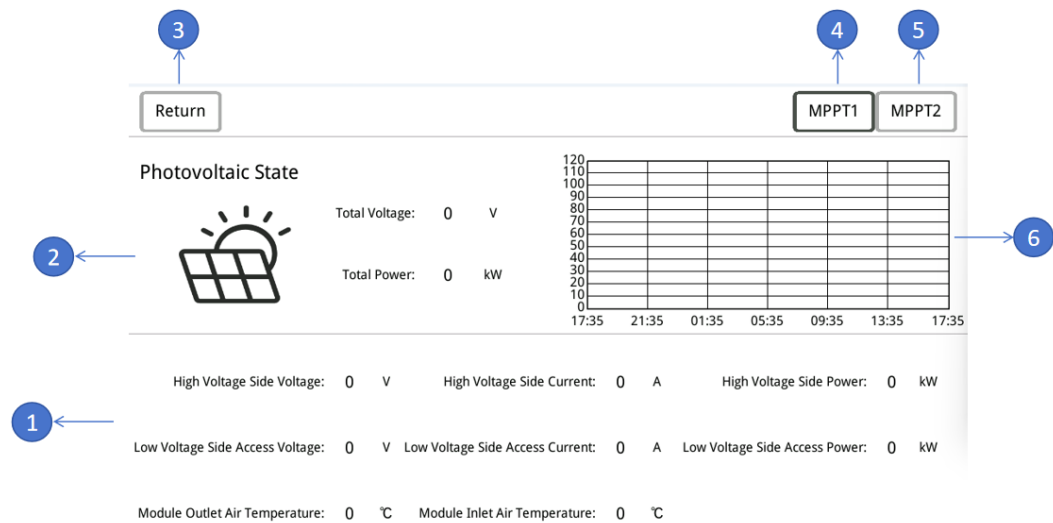 3 4 5
Return MPPT1 MPPT2
Photovoltaic State
120
110
100
90
80
70
60
50
40
30
20
10
0
17:35 21:35 01:35 05:35 09:35 13:35 17:35
Total Voltage: 0 V
Total Power: 0 kW
2
6
High Voltage Side Voltage: 0 V High Voltage Side Current: 0 A High Voltage Side Power: 0 kW
1
Low Voltage Side Access Voltage: 0 V Low Voltage Side Access Current: 0 A Low Voltage Side Access Power: 0 kW
Module Outlet Air Temperature: 0 ℃ Module Inlet Air Temperature: 0 ℃